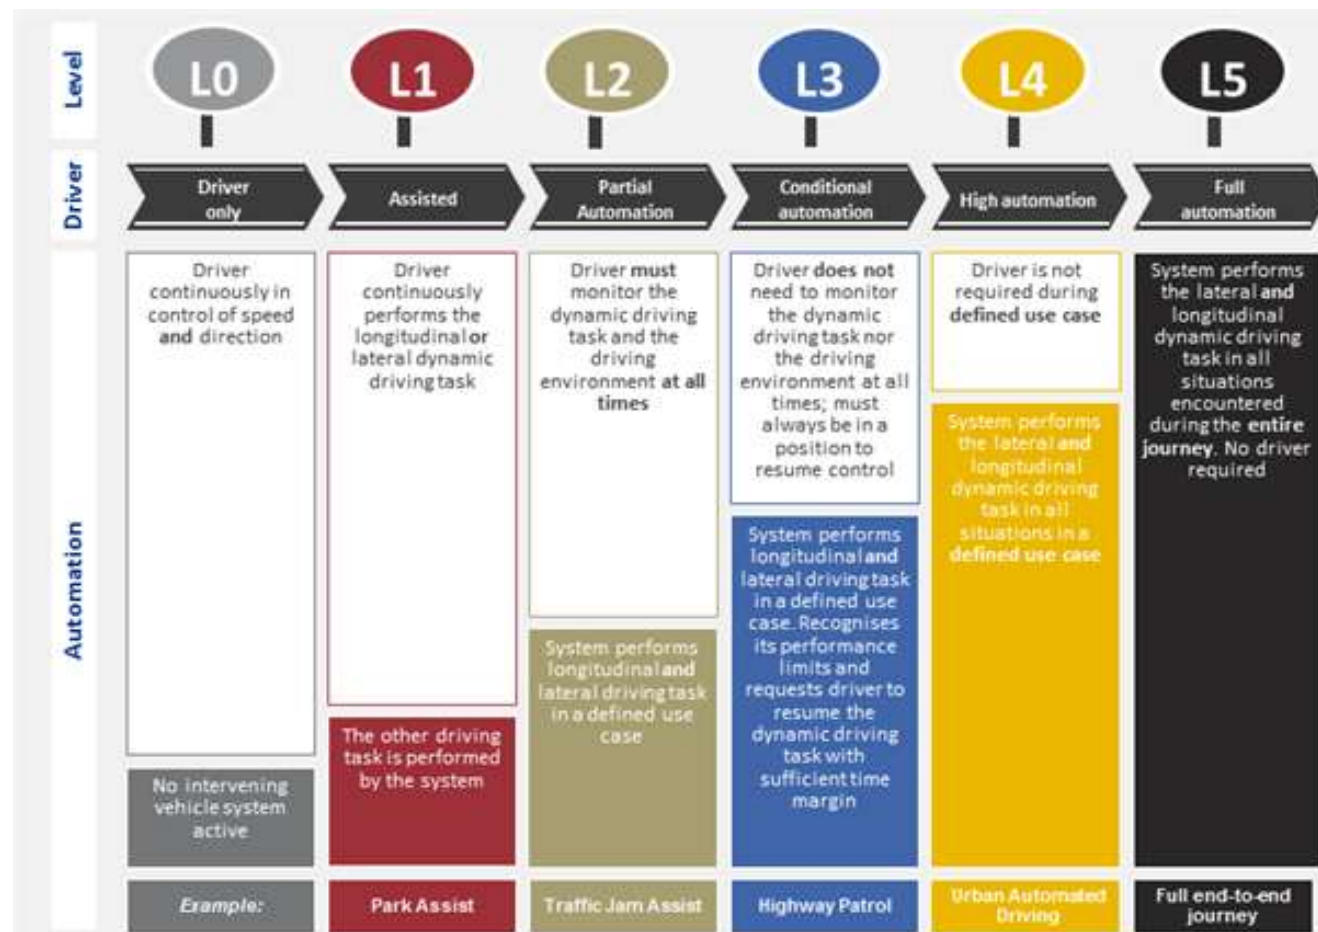 Level
L0
L1
L2
L3
L4
L5
Driver
Driver
only
Assisted
Partial
Automation
Conditional
automation
High automation
Full
automation
Automation
Driver
continuously in
control of speed
and direction
No intervening
vehicle system
active
Driver
continuously
performs the
longitudinal or
lateral dynamic
driving task
The other driving
task is performed
by the system
Driver must
monitor the
dynamic driving
task and the
driving
environment at all
times
System performs
longitudinal and
lateral driving task
in a defined use
case
Driver does not
need to monitor
the dynamic
driving task nor
the driving
environment at all
times; must
always be in a
position to
resume control
System performs
longitudinal and
lateral driving task
in a defined use
case. Recognises
its performance
limits and
requests driver to
resume the
dynamic driving
task with
sufficient time
margin
Driver is not
required during
defined use case
System performs
the lateral and
longitudinal
dynamic driving
task in all
situations in a
defined use case
System performs
the lateral and
longitudinal
dynamic driving
task in all
situations
encountered
during the entire
journey. No driver
required
Example:
Park Assist
Traffic Jam Assist
Highway Patrol
Urban Automated
Driving
Full end-to-end
journey